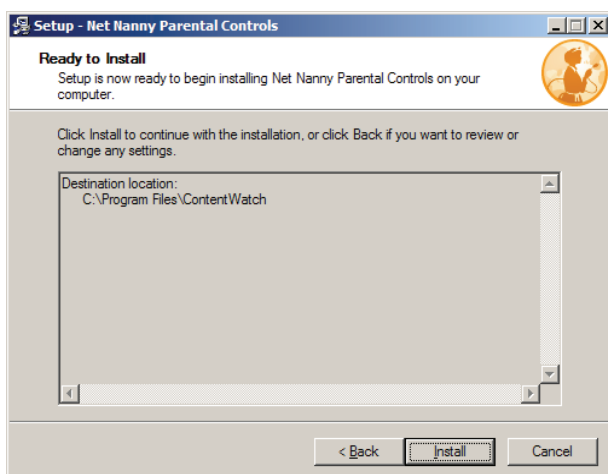 Setup - Net Nanny Parental Controls
Ready to Install
Setup is now ready to begin installing Net Nanny Parental Controls on your
computer.
Click Install to continue with the installation, or click Back if you want to review or
change any settings.
Destination location:
C:\Program Files\ContentWatch
< Back
Install
Cancel